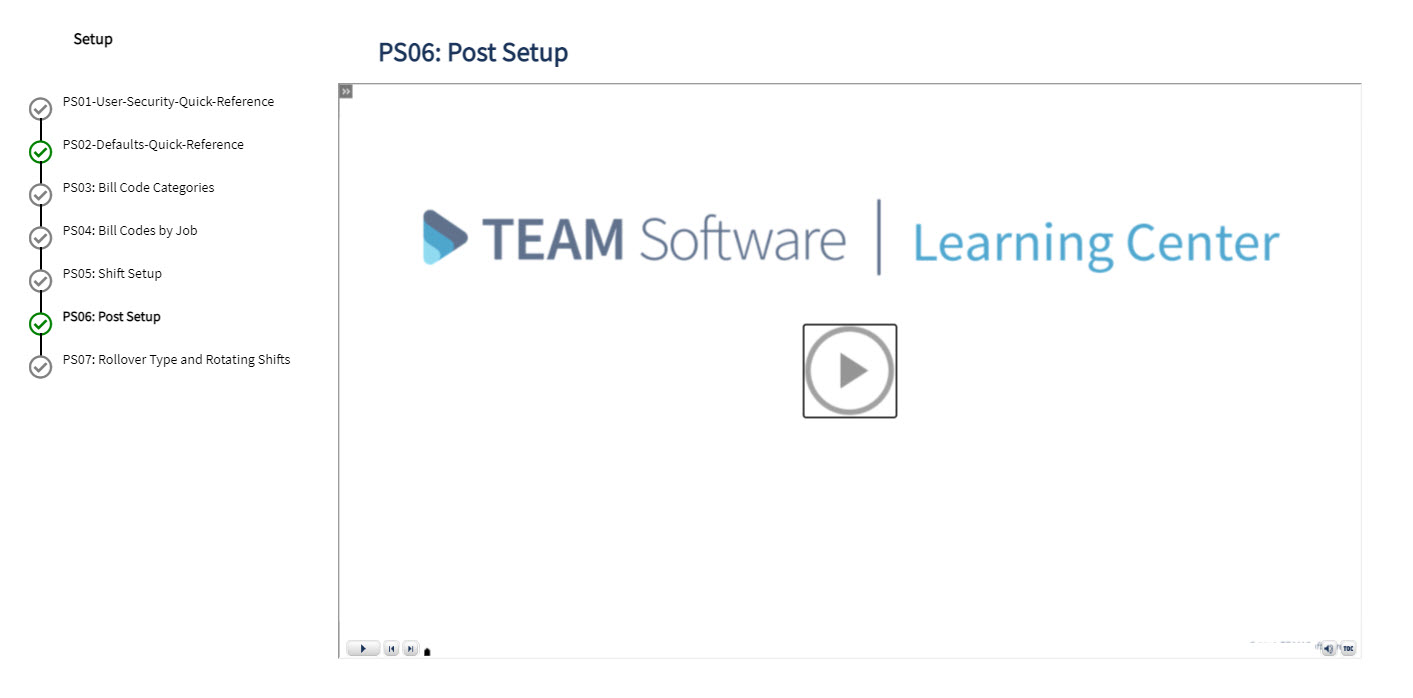 Setup
PS06: Post Setup
PS01-User-Security-Quick-Reference
PS02-Defaults-Quick-Reference
PS03: Bill Code Categories
PS04: Bill Codes by Job
PS05: Shift Setup
PS06: Post Setup
PS07: Rollover Type and Rotating Shifts
TEAM Software | Learning Center
TOC